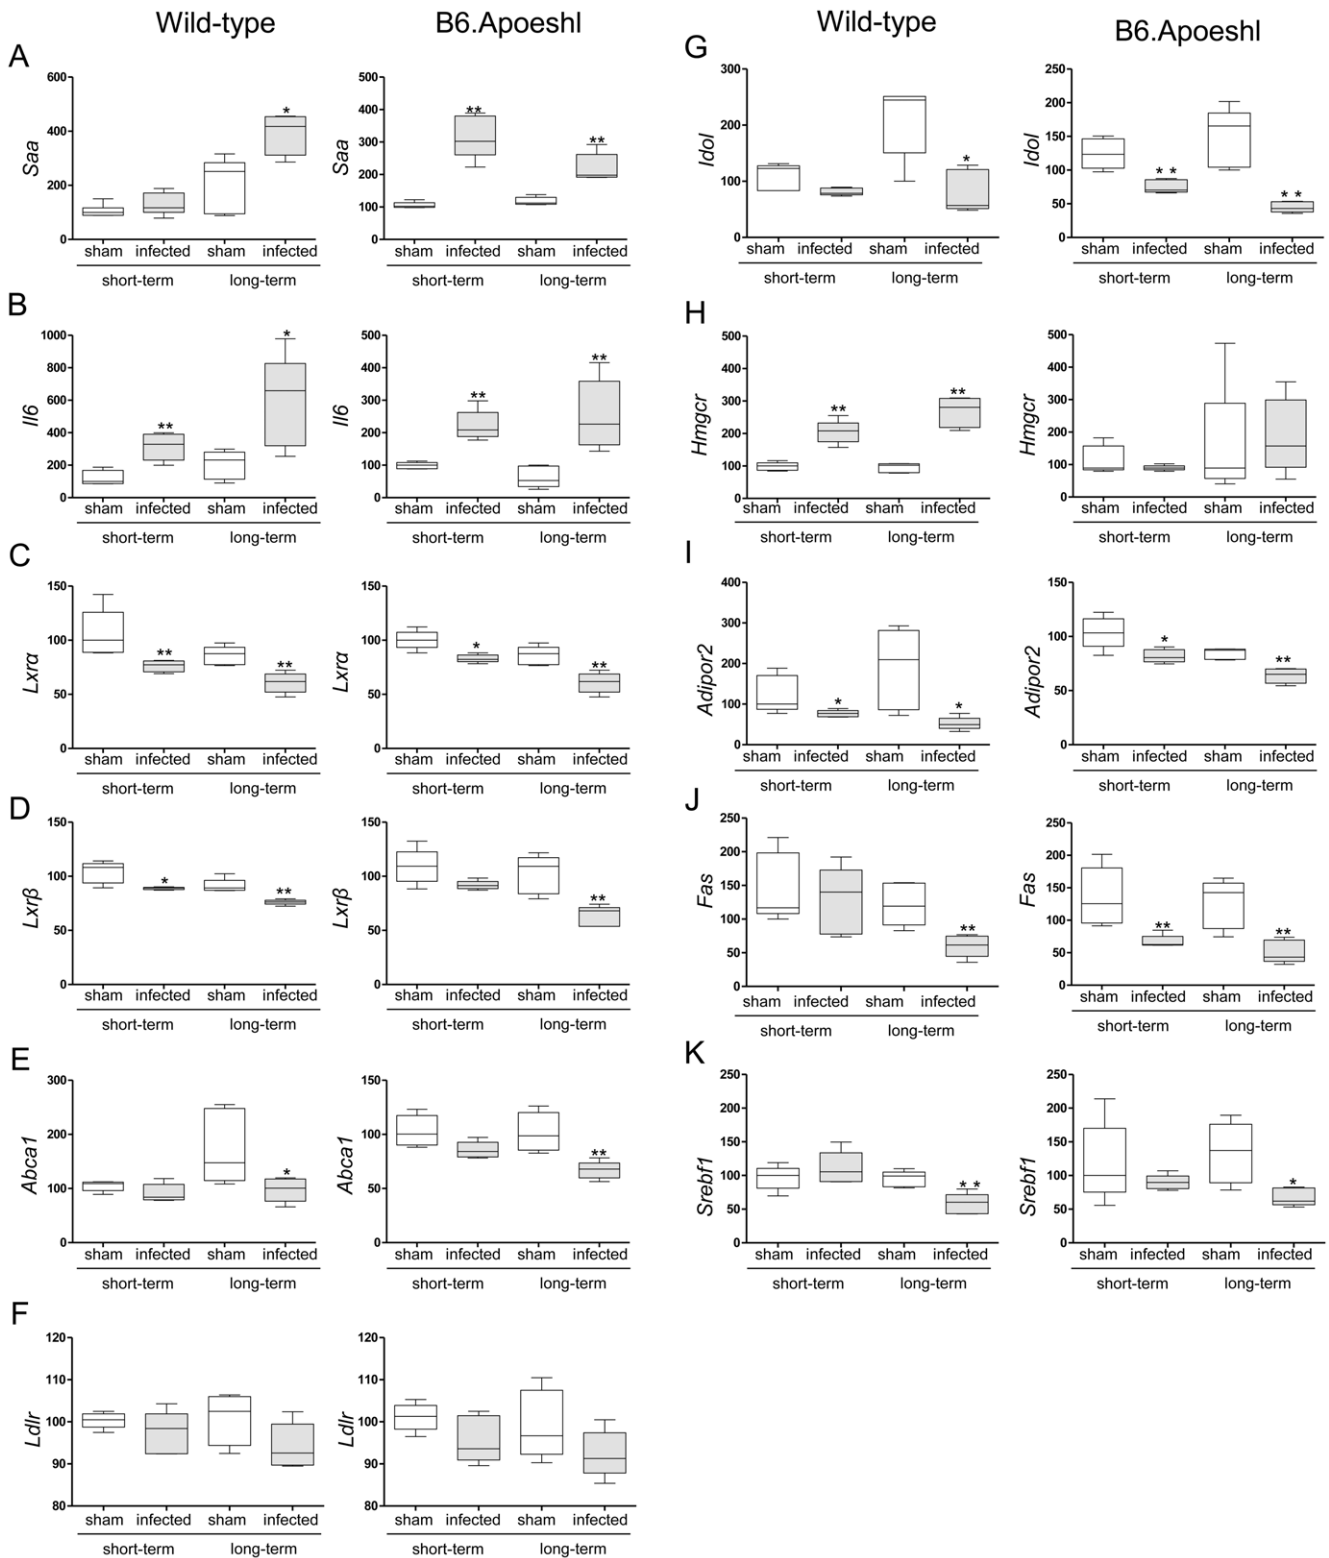 Wild-type
B6.Apoeshl
A
Saa
600
400
200
0
*
sham infected sham infected
short-term long-term
Saa
500
400
300
200
100
0
**
**
sham infected sham infected
short-term long-term
B
Il6
1000
800
600
400
200
0
**
*
sham infected sham infected
short-term long-term
Il6
500
400
300
200
100
0
**
**
sham infected sham infected
short-term long-term
C
Lxrα
150
100
50
0
**
**
sham infected sham infected
short-term long-term
Lxrα
150
100
50
0
*
**
sham infected sham infected
short-term long-term
D
Lxrβ
150
100
50
0
*
**
sham infected sham infected
short-term long-term
Lxrβ
150
100
50
0
**
sham infected sham infected
short-term long-term
E
Abca1
300
200
100
0
*
sham infected sham infected
short-term long-term
Abca1
150
100
50
0
**
sham infected sham infected
short-term long-term
F
Ldlr
120
110
100
90
80
sham infected sham infected
short-term long-term
Ldlr
120
110
100
90
80
sham infected sham infected
short-term long-term
Wild-type
B6.Apoeshl
G
Idol
300
200
100
0
*
sham infected sham infected
short-term long-term
Idol
250
200
150
100
50
0
* *
* *
sham infected sham infected
short-term long-term
H
Hmgcr
500
400
300
200
100
0
**
**
sham infected sham infected
short-term long-term
Hmgcr
500
400
300
200
100
0
sham infected sham infected
short-term long-term
I
Adipor2
400
300
200
100
0
*
*
sham infected sham infected
short-term long-term
Adipor2
150
100
50
0
*
**
sham infected sham infected
short-term long-term
J
Fas
250
200
150
100
50
0
**
sham infected sham infected
short-term long-term
Fas
250
200
150
100
50
0
**
**
sham infected sham infected
short-term long-term
K
Srebf1
250
200
150
100
50
0
* *
sham infected sham infected
short-term long-term
Srebf1
250
200
150
100
50
0
*
sham infected sham infected
short-term long-term